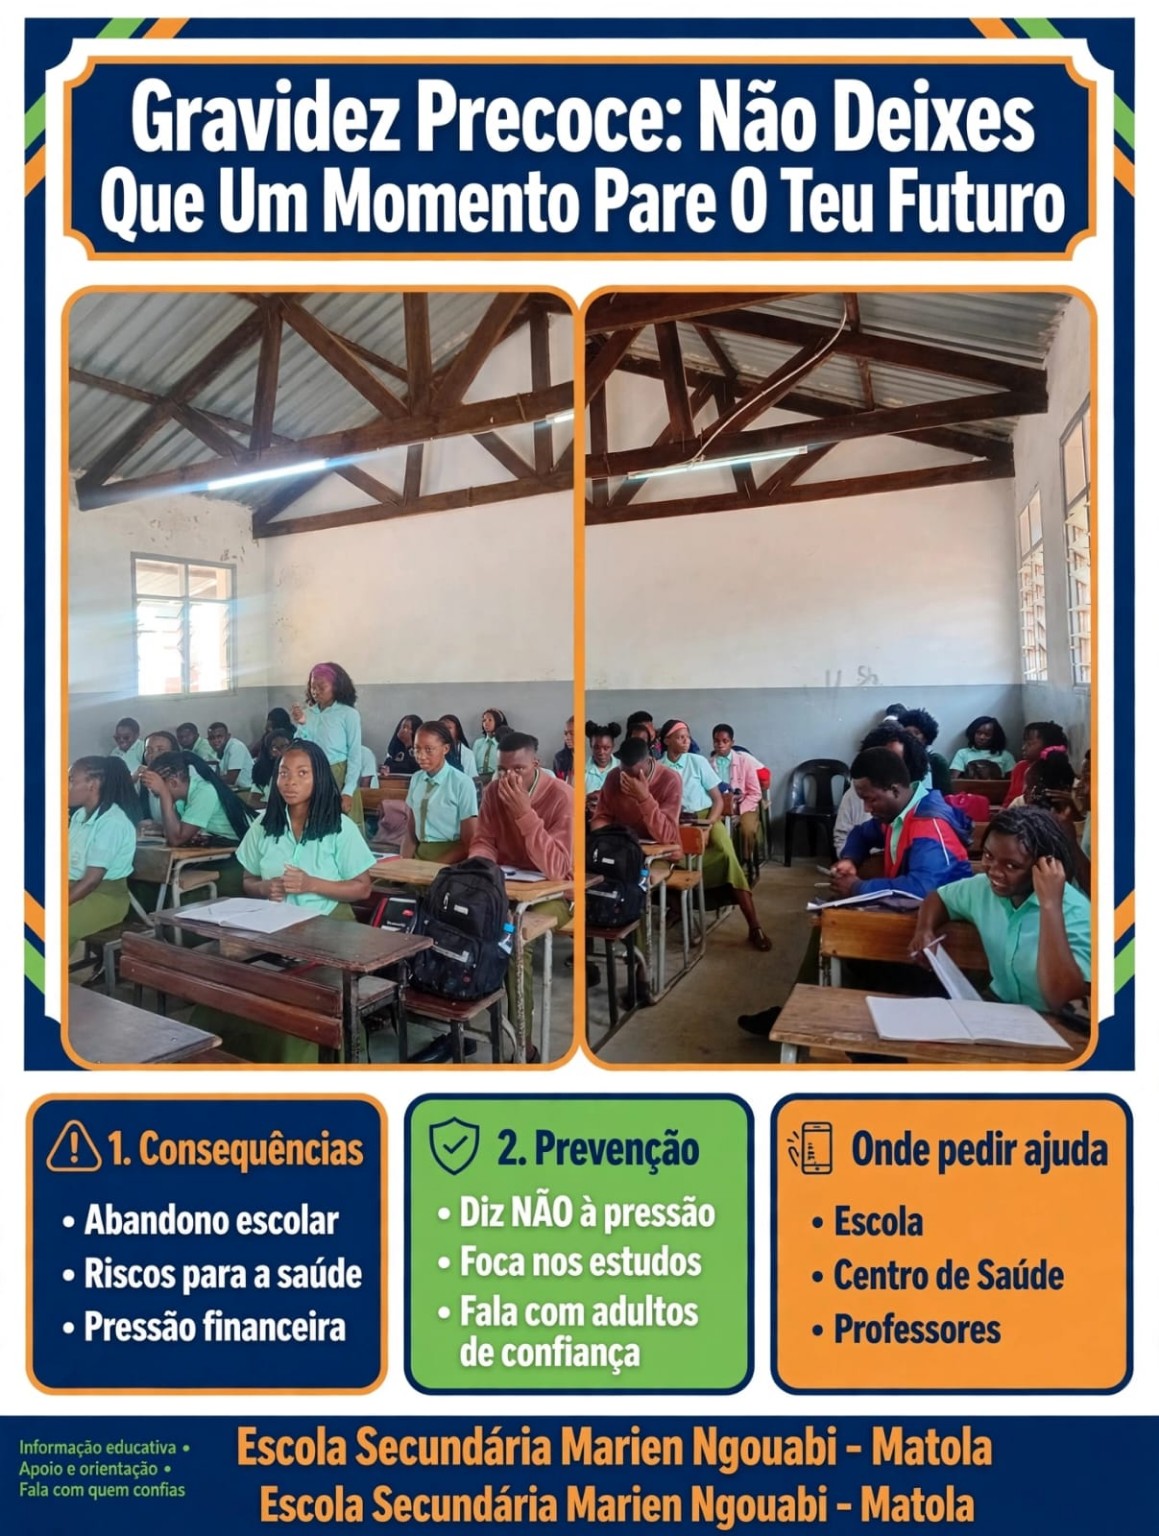 Gravidez Precoce: Não Deixes
Que Um Momento Pare O Teu Futuro
1. Consequências
• Abandono escolar
• Riscos para a saúde
• Pressão financeira
2. Prevenção
• Diz NÃO à pressão
• Foca nos estudos
• Fala com adultos
de confiança
Onde pedir ajuda
• Escola
• Centro de Saúde
• Professores
Informação educativa •
Apoio e orientação •
Fala com quem confias
Escola Secundária Marien Ngouabi – Matola
Escola Secundária Marien Ngouabi – Matola